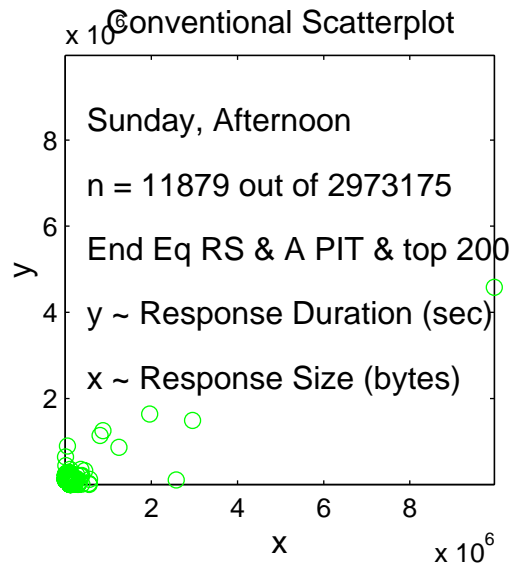 Conventional Scatterplot
x 10^6
Sunday, Afternoon
n = 11879 out of 2973175
End Eq RS & A PIT & top 200
y ~ Response Duration (sec)
x ~ Response Size (bytes)
8
6
4
2
y
2 4 6 8
x
x 10^6